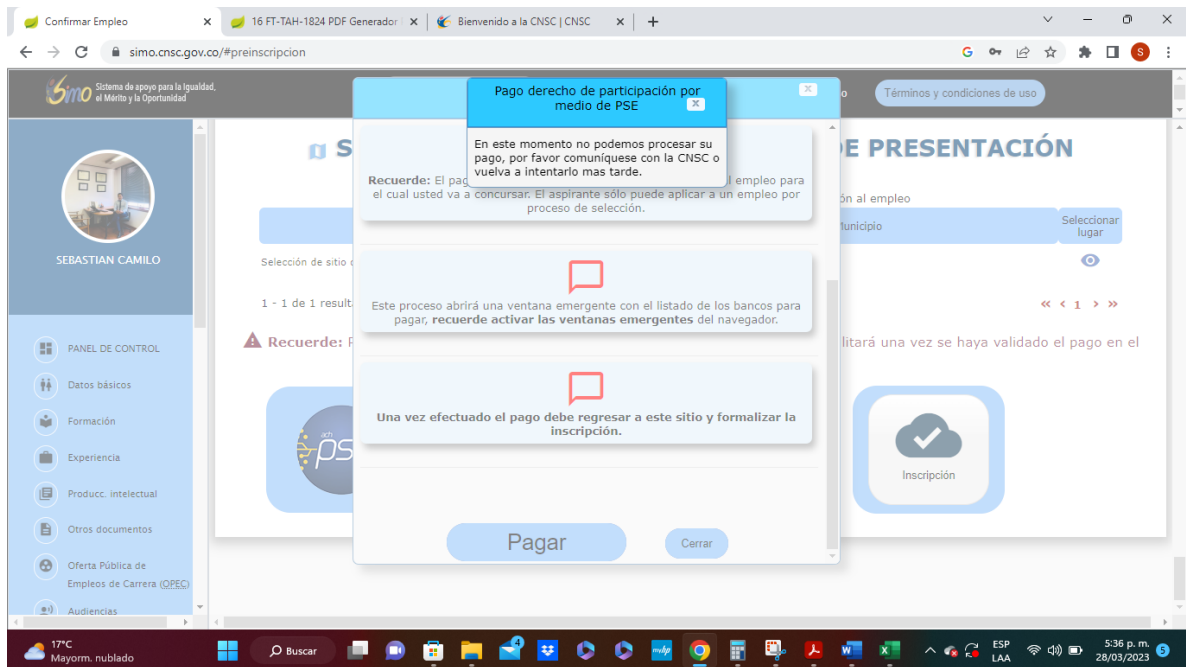 Confirmar Empleo
16 FT-TAH-1824 PDF Generador
Bienvenido a la CNSC | CNSC
simo.cnsc.gov.co/#preinscripcion
S
Simo
Sistema de apoyo para la Igualdad,
el Mérito y la Oportunidad
o
Términos y condiciones de uso
Pago derecho de participación por
medio de PSE
En este momento no podemos procesar su
pago, por favor comuníquese con la CNSC o
vuelva a intentarlo mas tarde.
S
DE PRESENTACIÓN
Recuerde: El pag
l empleo para
el cual usted va a concursar. El aspirante sólo puede aplicar a un empleo por
proceso de selección.
ón al empleo
Municipio
Seleccionar
lugar
SEBASTIAN CAMILO
Selección de sitio
1 - 1 de 1 result
« < 1 > »
Este proceso abrirá una ventana emergente con el listado de los bancos para
pagar, recuerde activar las ventanas emergentes del navegador.
Recuerde:
litará una vez se haya validado el pago en el
Una vez efectuado el pago debe regresar a este sitio y formalizar la
inscripción.
ach
PS
Inscripción
Pagar
Cerrar
PANEL DE CONTROL
Datos básicos
Formación
Experiencia
Producc. intelectual
Otros documentos
Oferta Pública de
Empleos de Carrera (OPEC)
Audiencias
17°C
Mayorm. nublado
Buscar
ESP
LAA
5:36 p. m.
28/03/2023
5